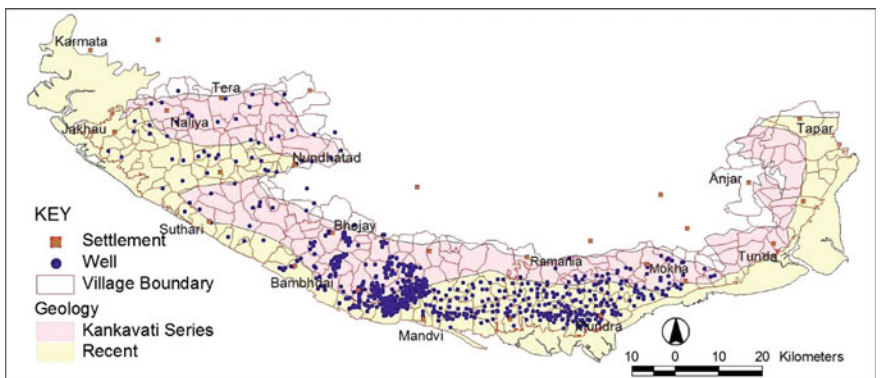 Karmata
Tera
Naliya
Jakhau
Nundhatad
Tapar
Anjar
Suthari
Bhojay
Ramania
Mokha
Tunda
Bambhdai
Mundra
Mandvi
KEY
Settlement
Well
Village Boundary
Geology
Kankavati Series
Recent
10 0 10 20 Kilometers